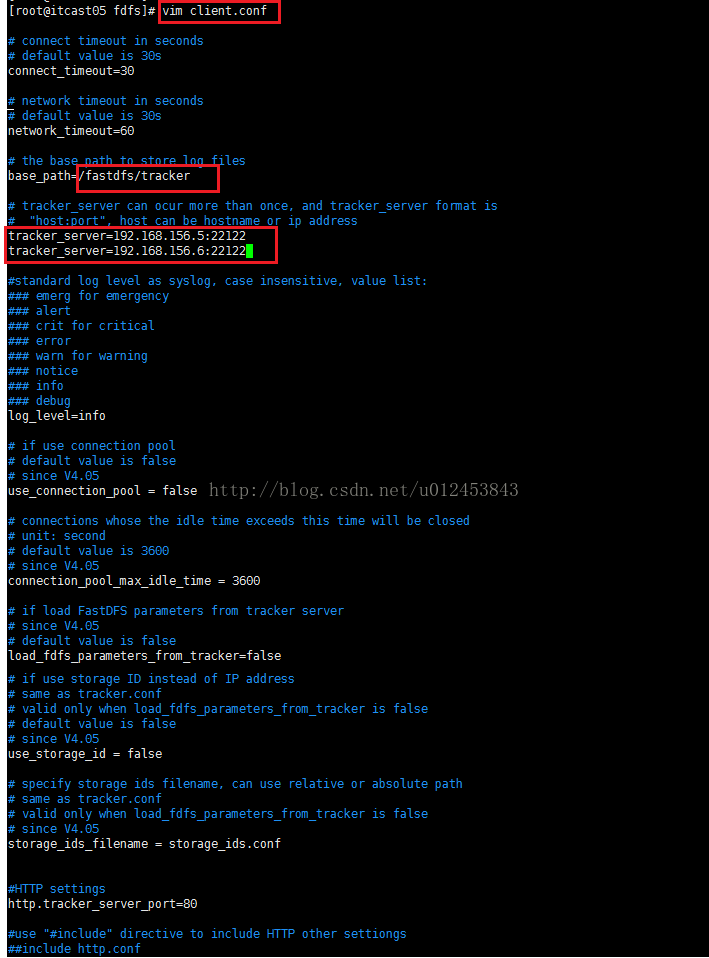 [root@itcast05 fdfs]# vim client.conf
# connect timeout in seconds
# default value is 30s
connect_timeout=30
# network timeout in seconds
# default value is 30s
network_timeout=60
# the base path to store log files
base_path=/fastdfs/tracker
# tracker_server can ocur more than once, and tracker_server format is
#  "host:port", host can be hostname or ip address
tracker_server=192.168.156.5:22122
tracker_server=192.168.156.6:22122
#standard log level as syslog, case insensitive, value list:
### emerg for emergency
### alert
### crit for critical
### error
### warn for warning
### notice
### info
### debug
log_level=info
# if use connection pool
# default value is false
# since V4.05
use_connection_pool = false
http://blog.csdn.net/u012453843
# connections whose the idle time exceeds this time will be closed
# unit: second
# default value is 3600
# since V4.05
connection_pool_max_idle_time = 3600
# if load FastDFS parameters from tracker server
# since V4.05
# default value is false
load_fdfs_parameters_from_tracker=false
# if use storage ID instead of IP address
# same as tracker.conf
# valid only when load_fdfs_parameters_from_tracker is false
# default value is false
# since V4.05
use_storage_id = false
# specify storage ids filename, can use relative or absolute path
# same as tracker.conf
# valid only when load_fdfs_parameters_from_tracker is false
# since V4.05
storage_ids_filename = storage_ids.conf
#HTTP settings
http.tracker_server_port=80
#use "#include" directive to include HTTP other settiongs
##include http.conf